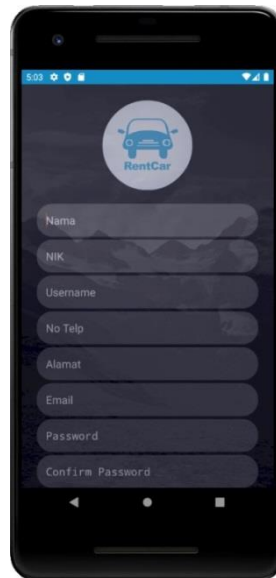 5:03
RentCar
Nama
NIK
Username
No Telp
Alamat
Email
Password
Confirm Password